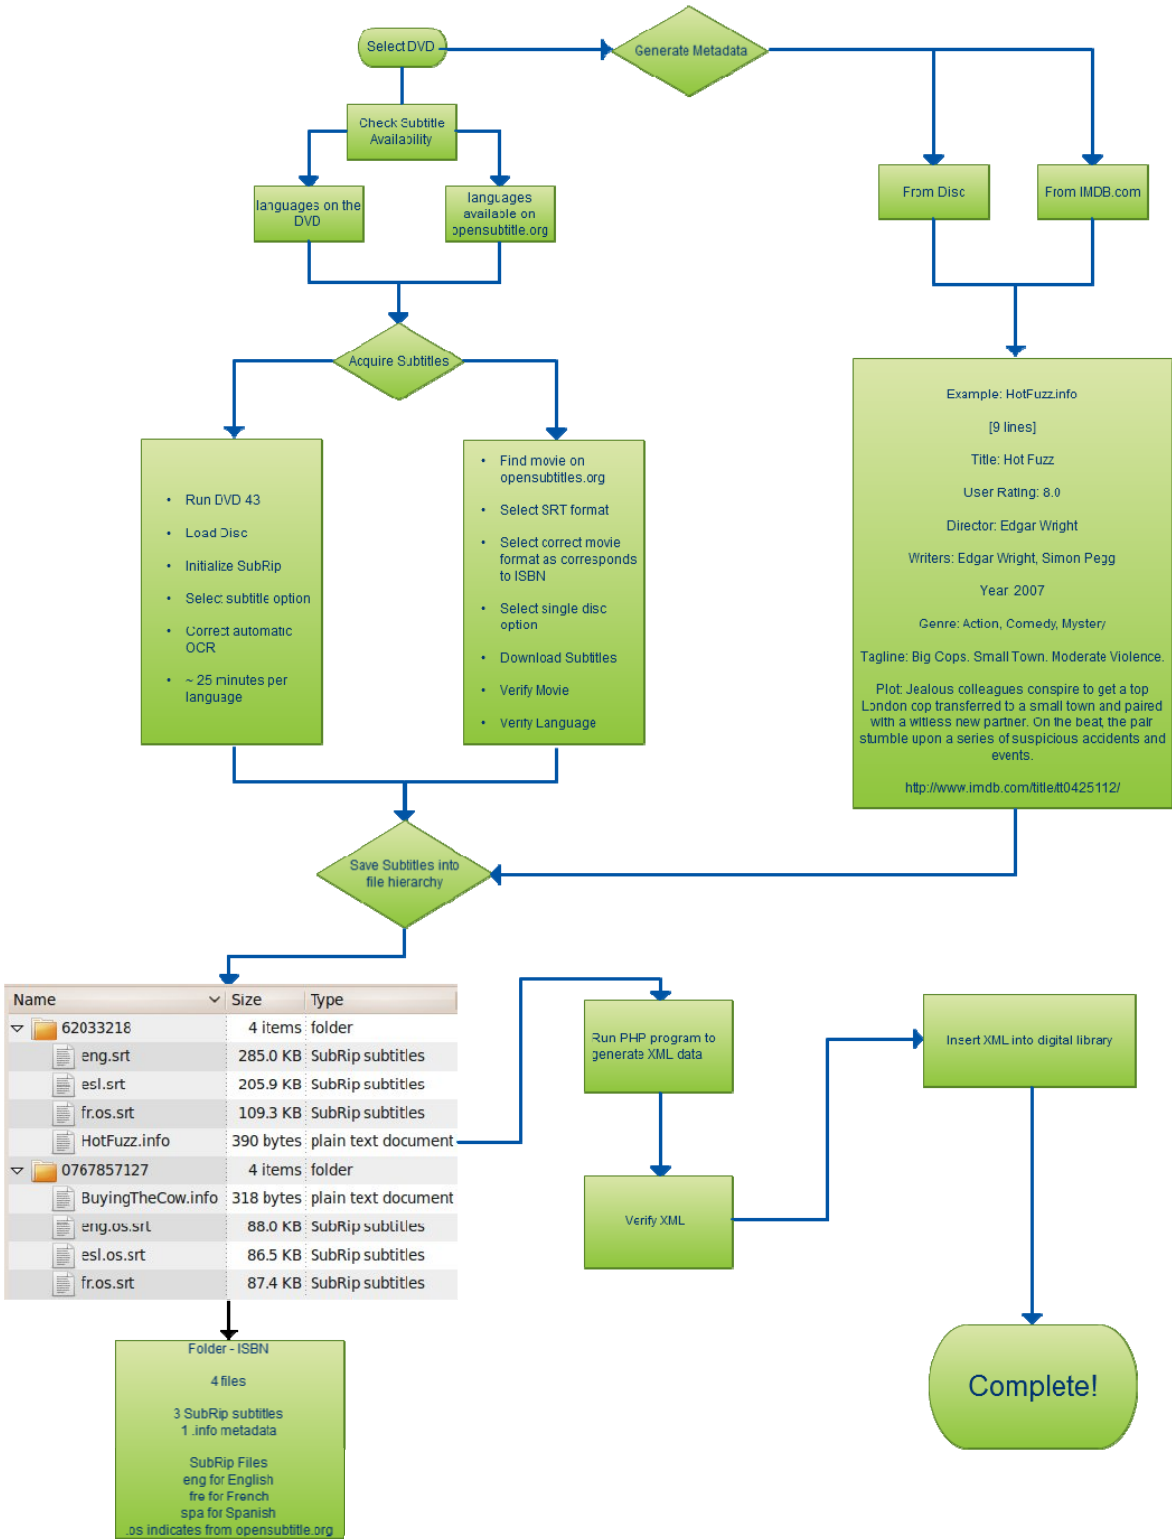 Select DVD
Generate Metadata
Check Subtitle
Availability
languages on the
DVD
languages
available on
opensubtitle.org
From Disc
From IMDB.com
Acquire Subtitles
• Run DVD 43
• Load Disc
• Initialize SubRip
• Select subtitle option
• Correct automatic
OCR
• ~ 25 minutes per
language
• Find movie on
opensubtitles.org
• Select SRT format
• Select correct movie
format as corresponds
to ISBN
• Select single disc
option
• Download Subtitles
• Verify Movie
• Verify Language
Example: HotFuzz.info
[9 lines]
Title: Hot Fuzz
User Rating: 8.0
Director: Edgar Wright
Writers: Edgar Wright, Simon Pegg
Year 2007
Genre: Action, Comedy, Mystery
Tagline: Big Cops. Small Town. Moderate Violence.
Plot: Jealous colleagues conspire to get a top
London cop transferred to a small town and paired
with a witless new partner. On the beat, the pair
stumble upon a series of suspicious accidents and
events.
http://www.imdb.com/title/tt0425112/
Save Subtitles into
file hierarchy
Name Size Type
62033218 4 items folder
eng.srt 285.0 KB SubRip subtitles
esl.srt 205.9 KB SubRip subtitles
fr.os.srt 109.3 KB SubRip subtitles
HotFuzz.info 390 bytes plain text document
0767857127 4 items folder
BuyingTheCow.info 318 bytes plain text document
eng.os.srt 88.0 KB SubRip subtitles
esl.os.srt 86.5 KB SubRip subtitles
fr.os.srt 87.4 KB SubRip subtitles
Run PHP program to
generate XML data
Verify XML
Insert XML into digital library
Complete!
Folder - ISBN
4 files
3 SubRip subtitles
1 .info metadata
SubRip Files
eng for English
fre for French
spa for Spanish
.os indicates from opensubtitle.org